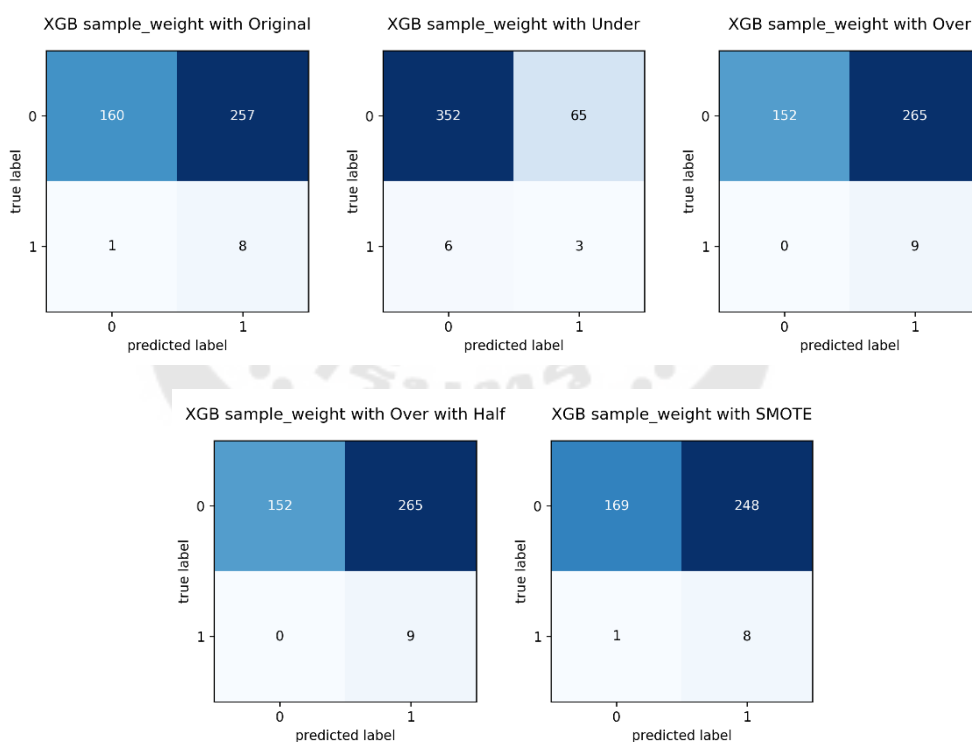 XGB sample_weight with Original
0
160
257
true label
1
1
8
0
1
predicted label
XGB sample_weight with Under
0
352
65
true label
1
6
3
0
1
predicted label
XGB sample_weight with Over
0
152
265
true label
1
0
9
0
1
predicted label
XGB sample_weight with Over with Half
0
152
265
true label
1
0
9
0
1
predicted label
XGB sample_weight with SMOTE
0
169
248
true label
1
1
8
0
1
predicted label